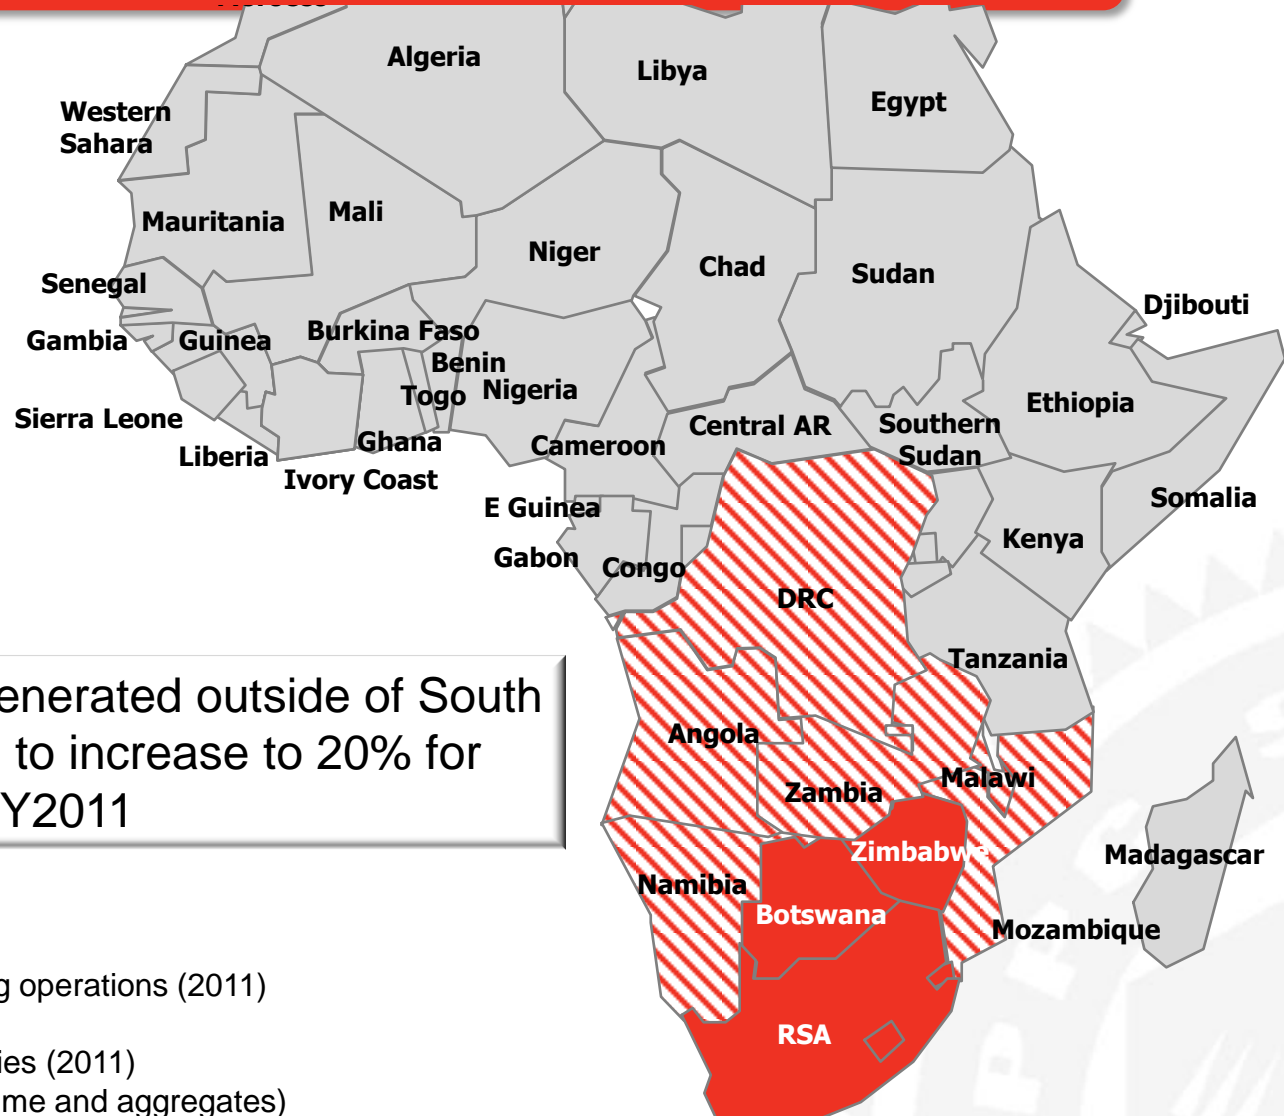 Algeria
Libya
Egypt
Western
Sahara
Mauritania
Mali
Niger
Chad
Sudan
Senegal
Djibouti
Gambia
Guinea
Burkina Faso
Benin
Togo
Nigeria
Ethiopia
Sierra Leone
Liberia
Ghana
Cameroon
Central AR
Southern
Sudan
Ivory Coast
Somalia
E Guinea
Gabon
Congo
Kenya
DRC
Tanzania
enerated outside of South
to increase to 20% for
Y2011
Angola
Zambia
Malawi
Zimbabwe
Madagascar
Namibia
Botswana
Mozambique
g operations (2011)
RSA
ies (2011)
me and aggregates)